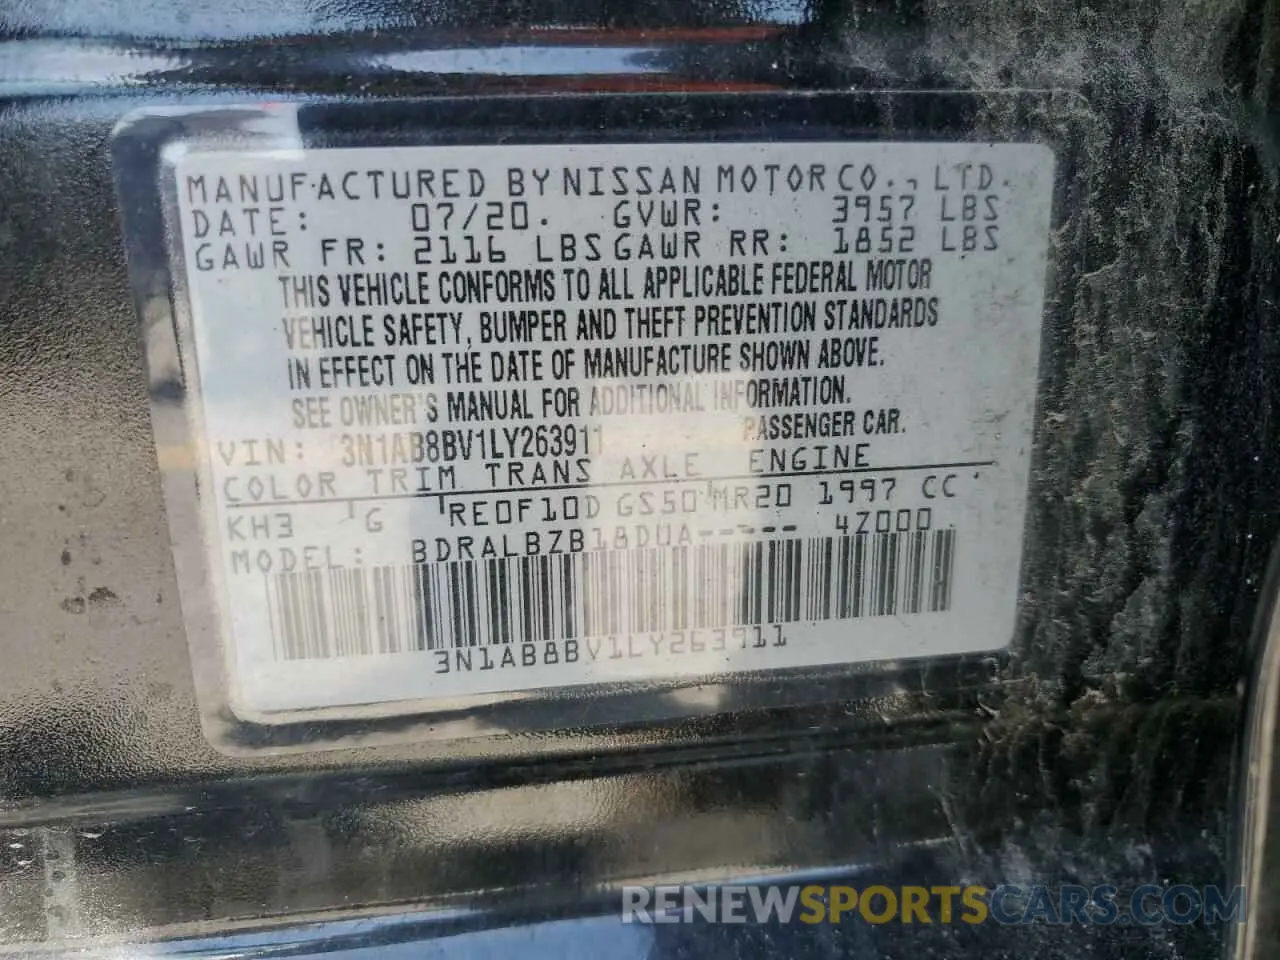 MANUFACTURED BY NISSAN MOTOR CO., LTD.
DATE: 07/20. GVWR: 3957 LBS
GAWR FR: 2116 LBS GAWR RR: 1852 LBS
THIS VEHICLE CONFORMS TO ALL APPLICABLE FEDERAL MOTOR
VEHICLE SAFETY, BUMPER AND THEFT PREVENTION STANDARDS
IN EFFECT ON THE DATE OF MANUFACTURE SHOWN ABOVE.
SEE OWNER'S MANUAL FOR ADDITIONAL INFORMATION.
VIN: 3N1AB8BV1LY263911 PASSENGER CAR.
COLOR TRIM TRANS AXLE ENGINE
KH3 G RE0F10D GS50 MR20 1997 CC
MODEL: BDRALBZB18DUA----- 4Z000
3N1AB8BV1LY263911
RENEWSPORTSCARS.COM